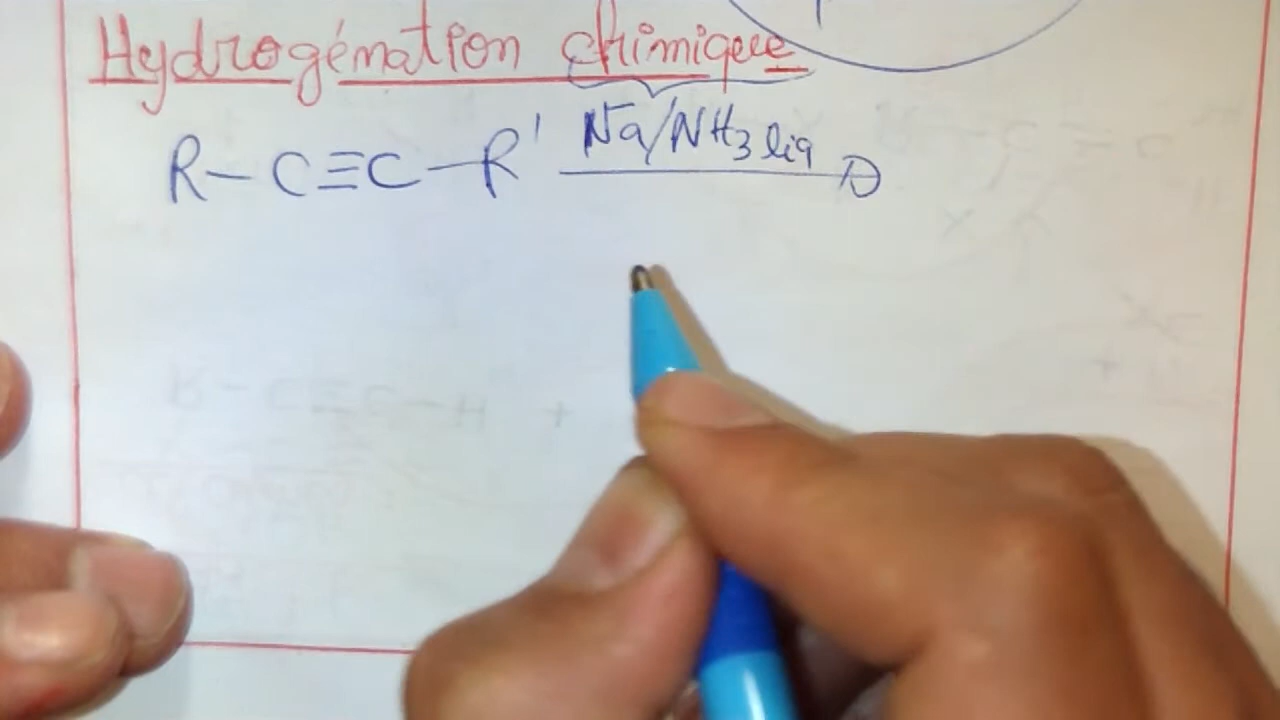 Hydrogénation chimique
R-C≡C-R' Na/NH3 liq →